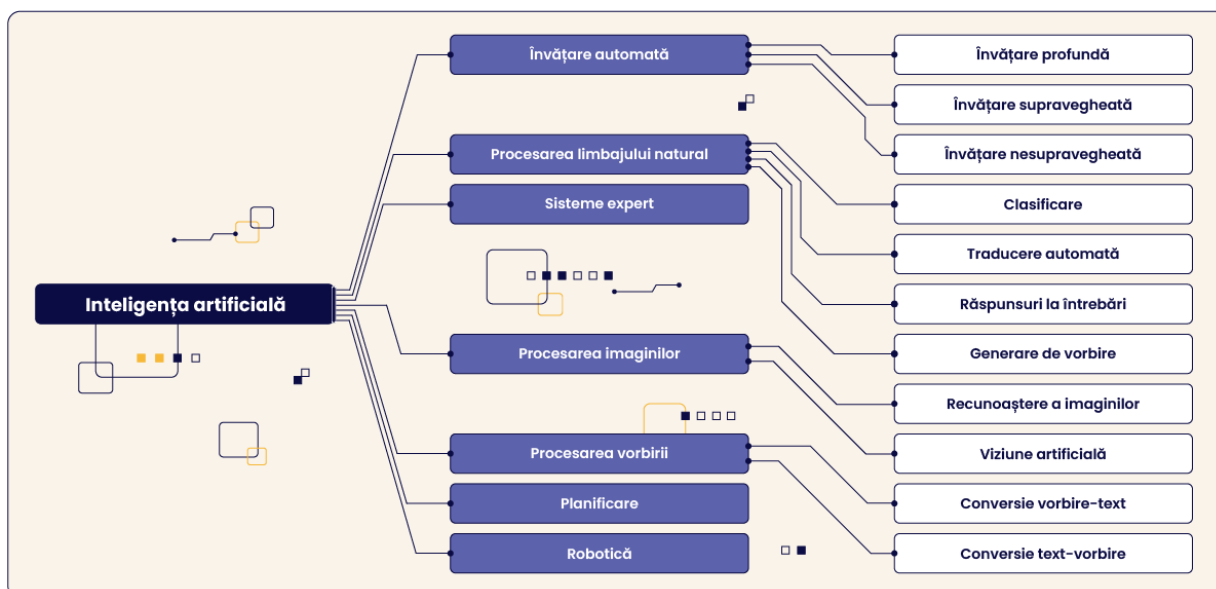 Inteligența artificială
Învățare automată
Procesarea limbajului natural
Sisteme expert
Procesarea imaginilor
Procesarea vorbirii
Planificare
Robotică
Învățare profundă
Învățare supravegheată
Învățare nesupravegheată
Clasificare
Traducere automată
Răspunsuri la întrebări
Generare de vorbire
Recunoaștere a imaginilor
Viziune artificială
Conversie vorbire-text
Conversie text-vorbire